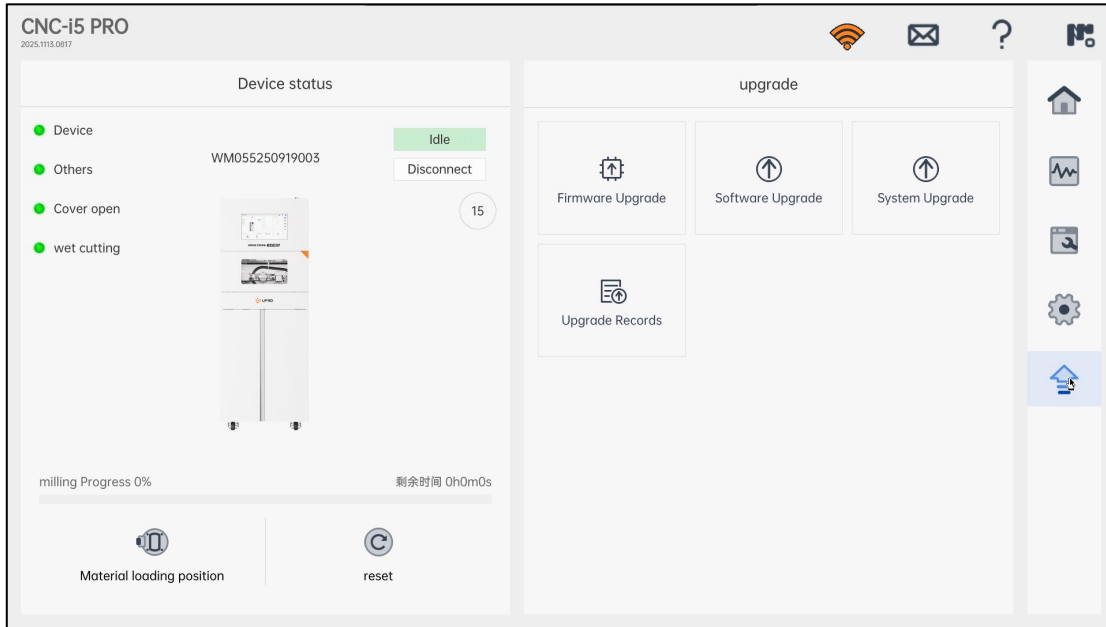 CNC-i5 PRO
2025.1113.0817
Device status
Device
Others
Cover open
wet cutting
WM055250919003
Idle
Disconnect
15
UP3D
milling Progress 0%
剩余时间 0h0m0s
Material loading position
reset
upgrade
Firmware Upgrade
Software Upgrade
System Upgrade
Upgrade Records